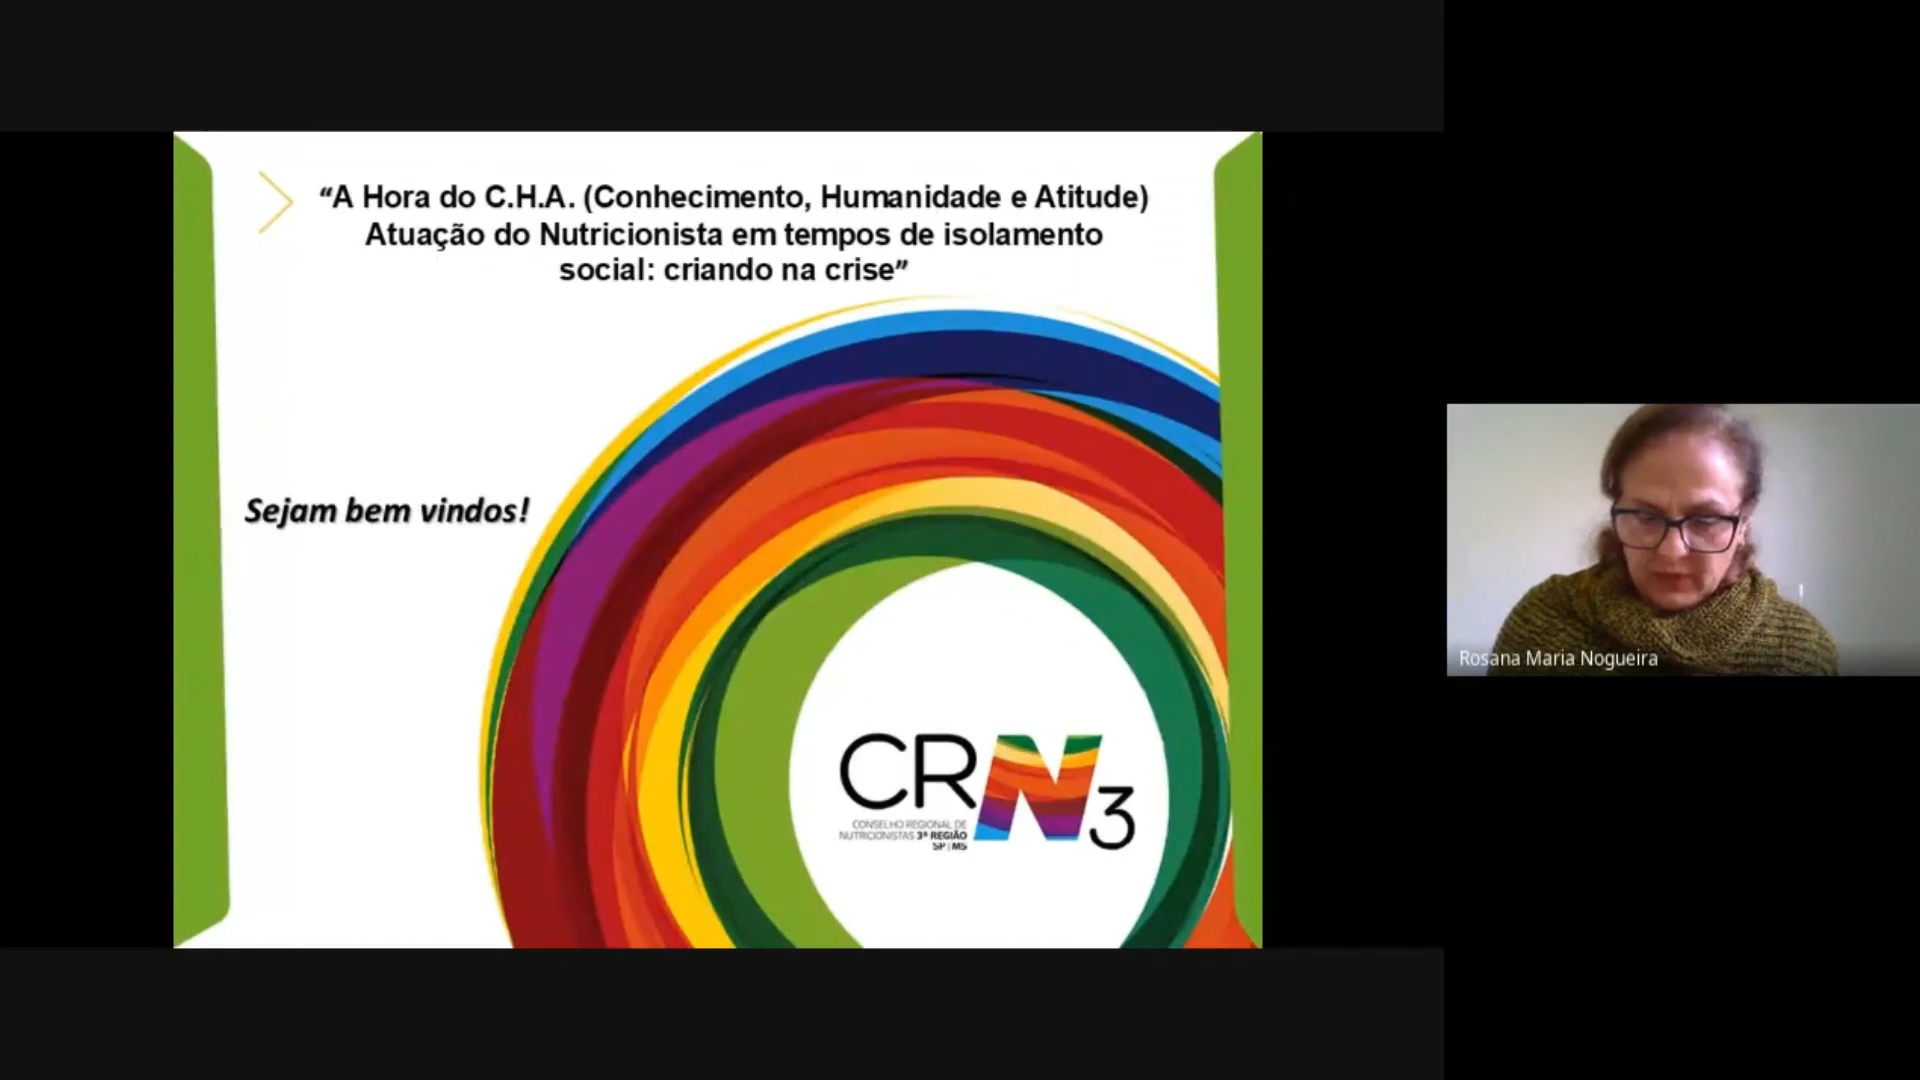 “A Hora do C.H.A. (Conhecimento, Humanidade e Atitude)
Atuação do Nutricionista em tempos de isolamento
social: criando na crise”
Sejam bem vindos!
CRN3
CONSELHO REGIONAL DE
NUTRICIONISTAS 3ª REGIÃO
SP | MS
Rosana Maria Nogueira